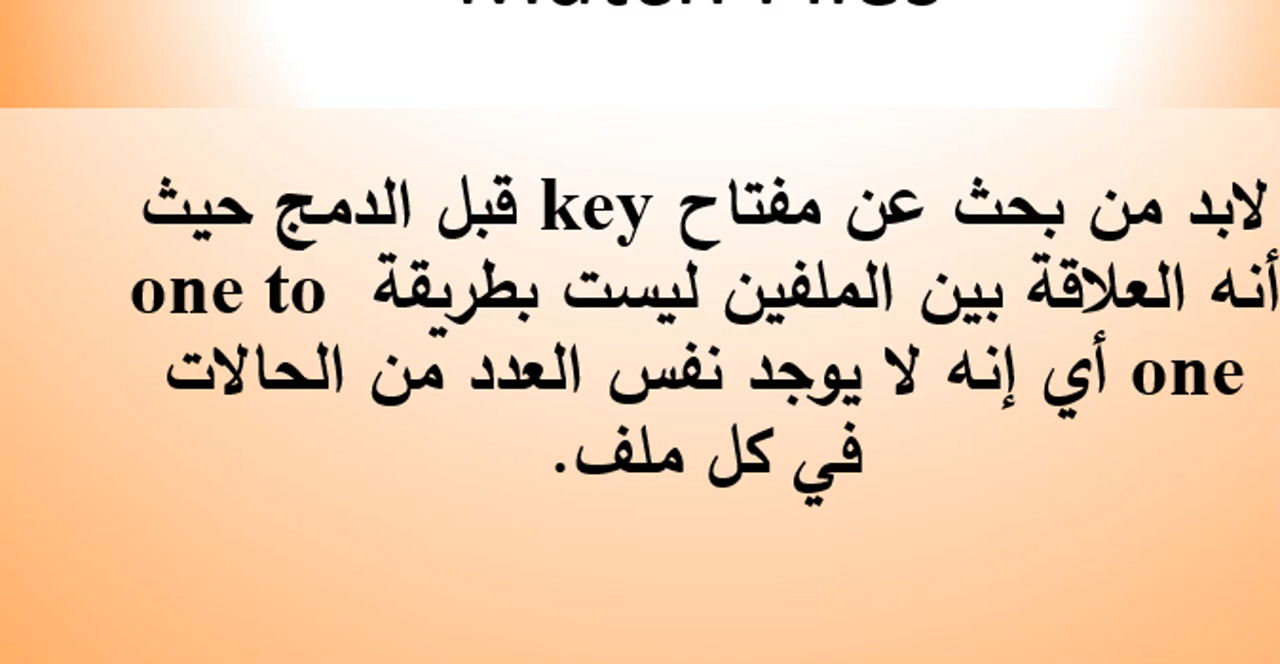 لابد من بحث عن مفتاح key قبل الدمج حيث
أنه العلاقة بين الملفين ليست بطريقة one to
one أي إنه لا يوجد نفس العدد من الحالات
في كل ملف.